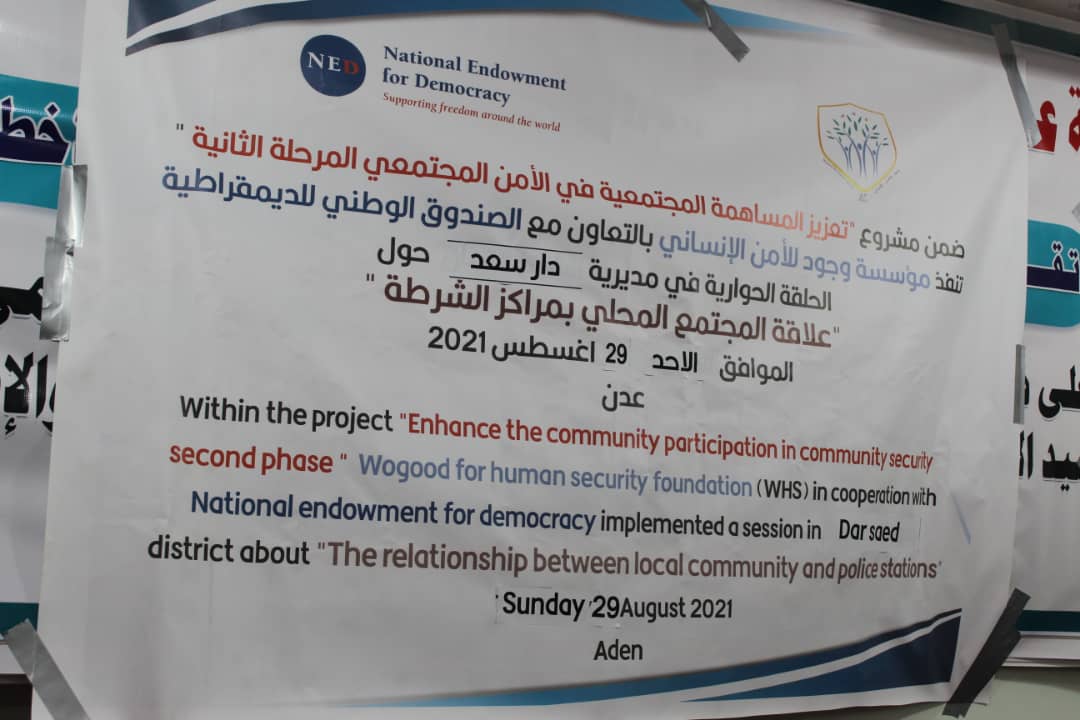 NED
National Endowment
for Democracy
Supporting freedom around the world
ضمن مشروع "تعزيز المساهمة المجتمعية في الأمن المجتمعي المرحلة الثانية "
تنفذ مؤسسة وجود للأمن الإنساني بالتعاون مع الصندوق الوطني للديمقراطية
الحلقة الحوارية في مديرية دار سعد حول
"علاقة المجتمع المحلي بمراكز الشرطة "
الموافق الاحد 29 اغسطس 2021
عدن
Within the project "Enhance the community participation in community security
second phase " Wogood for human security foundation (WHS) in cooperation with
National endowment for democracy implemented a session in Dar saed
district about "The relationship between local community and police stations"
Sunday 29 August 2021
Aden